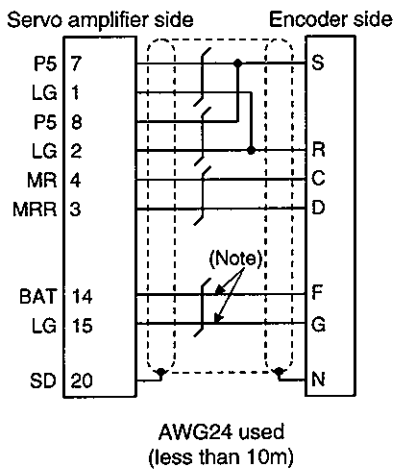 Servo amplifier side Encoder side
P5 7 S
LG 1
P5 8
LG 2 R
MR 4 C
MRR 3 D
(Note)
BAT 14 F
LG 15 G
SD 20 N
AWG24 used
(less than 10m)